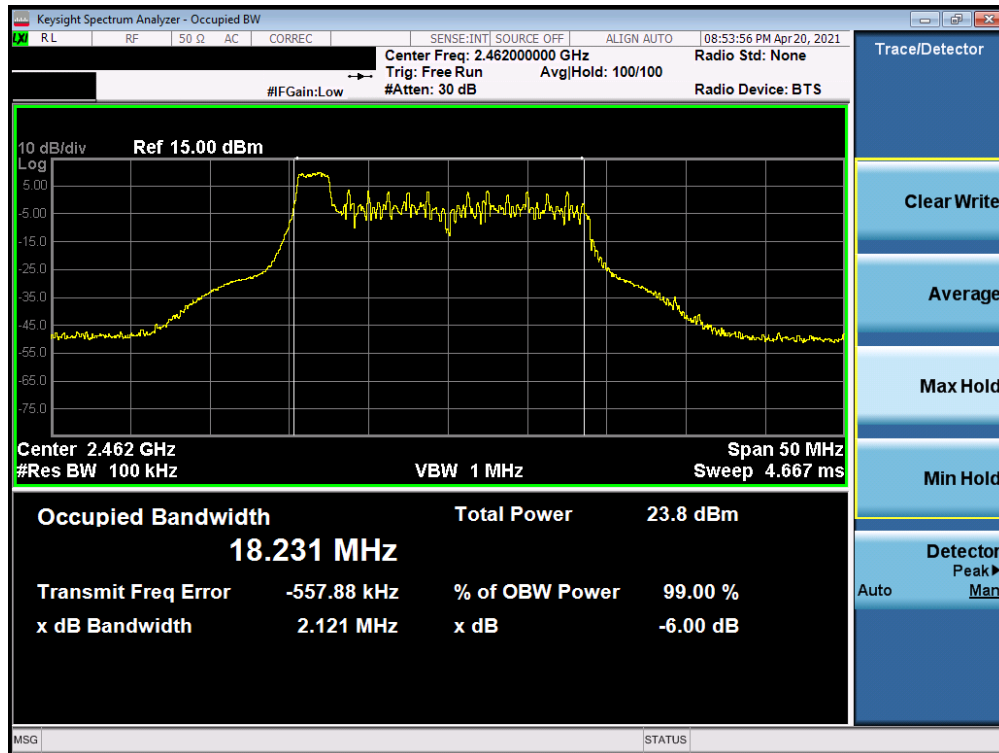 Keysight Spectrum Analyzer - Occupied BW
LXI RL RF 50 Ω AC CORREC SENSE:INT SOURCE OFF ALIGN AUTO 08:53:56 PM Apr 20, 2021
Center Freq: 2.462000000 GHz Radio Std: None
Trig: Free Run Avg|Hold: 100/100
#IFGain:Low #Atten: 30 dB Radio Device: BTS
10 dB/div Ref 15.00 dBm
Log
5.00
-5.00
-15.0
-25.0
-35.0
-45.0
-55.0
-65.0
-75.0
Center 2.462 GHz Span 50 MHz
#Res BW 100 kHz VBW 1 MHz Sweep 4.667 ms
Occupied Bandwidth Total Power 23.8 dBm
18.231 MHz
Transmit Freq Error -557.88 kHz % of OBW Power 99.00 %
x dB Bandwidth 2.121 MHz x dB -6.00 dB
MSG STATUS
Trace/Detector
Clear Write
Average
Max Hold
Min Hold
Detector
Peak▶
Auto Man